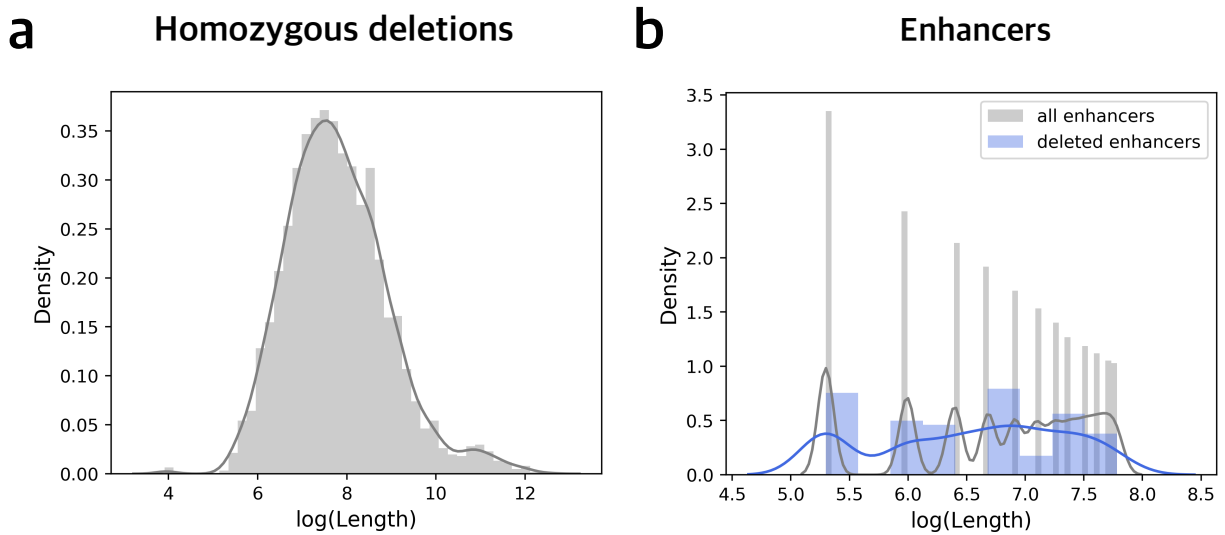 a
Homozygous deletions
Density
0.35
0.30
0.25
0.20
0.15
0.10
0.05
0.00
4 6 8 10 12
log(Length)
b
Enhancers
all enhancers
deleted enhancers
Density
3.5
3.0
2.5
2.0
1.5
1.0
0.5
0.0
4.5 5.0 5.5 6.0 6.5 7.0 7.5 8.0 8.5
log(Length)